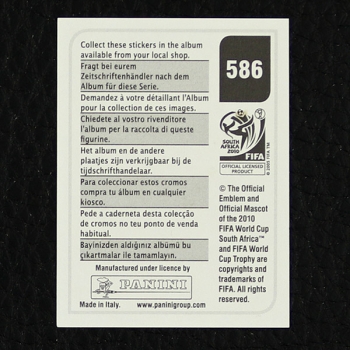 Collect these stickers in the album
available from your local shop.
Fragt bei eurem
Zeitschriftenhändler nach dem
Album für diese Serie.
Demandez à votre détaillant l'Album
pour la collection de ces images.
Chiedete al vostro rivenditore
l'album per la raccolta di queste
figurine.
Het album en de andere
plaatjes zijn verkrijgbaar bij de
tijdschrifthandelaar.
Para coleccionar estos cromos
compra tu álbum en cualquier
kiosco.
Pede a caderneta desta colecção
de cromos no teu ponto de venda
habitual.
Bayinizden aldığınız albümü bu
çıkartmalar ile tamamlayın.
Manufactured under licence by
PANINI
Made in Italy. www.paninigroup.com
586
SOUTH
AFRICA
2010
FIFA
OFFICIAL LICENSED
PRODUCT
© 2005 FIFA TM
© The Official
Emblem and
Official Mascot
of the 2010
FIFA World Cup
South Africa™
and FIFA World
Cup Trophy are
copyrights and
trademarks of
FIFA. All rights
reserved.